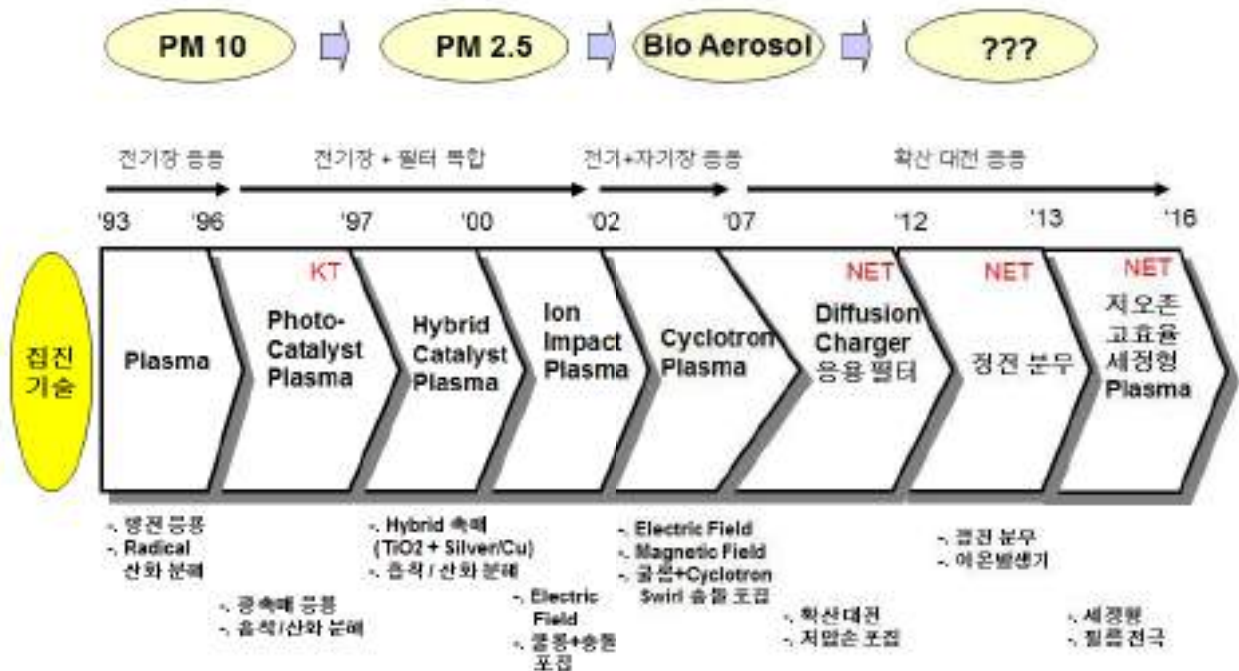 PM 10
PM 2.5
Bio Aerosol
???
전기장 응용
전기장 + 필터 복합
전기+자기장 응용
확산 대전 응용
'93
'96
'97
'00
'02
'07
'12
'13
'16
집진
기술
Plasma
KT
Photo-
Catalyst
Plasma
Hybrid
Catalyst
Plasma
Ion
Impact
Plasma
Cyclotron
Plasma
NET
Diffusion
Charger
응용 필터
NET
정전 분무
NET
저오존
고효율
세정형
Plasma
-. 방전 응용
-. Radical
산화 분해
-. 광촉매 응용
-. 흡착/산화 분해
-. Hybrid 촉매
(TiO2 + Silver/Cu)
-. 흡착 / 산화 분해
-. Electric
Field
충돌
포집
-. Electric Field
-. Magnetic Field
-. +Cyclotron
Swirl 충돌 포집
-. 확산대전
-. 저압손 포집
-. 정전 분무
-. 이온발생기
-. 세정형
-. 필름전극